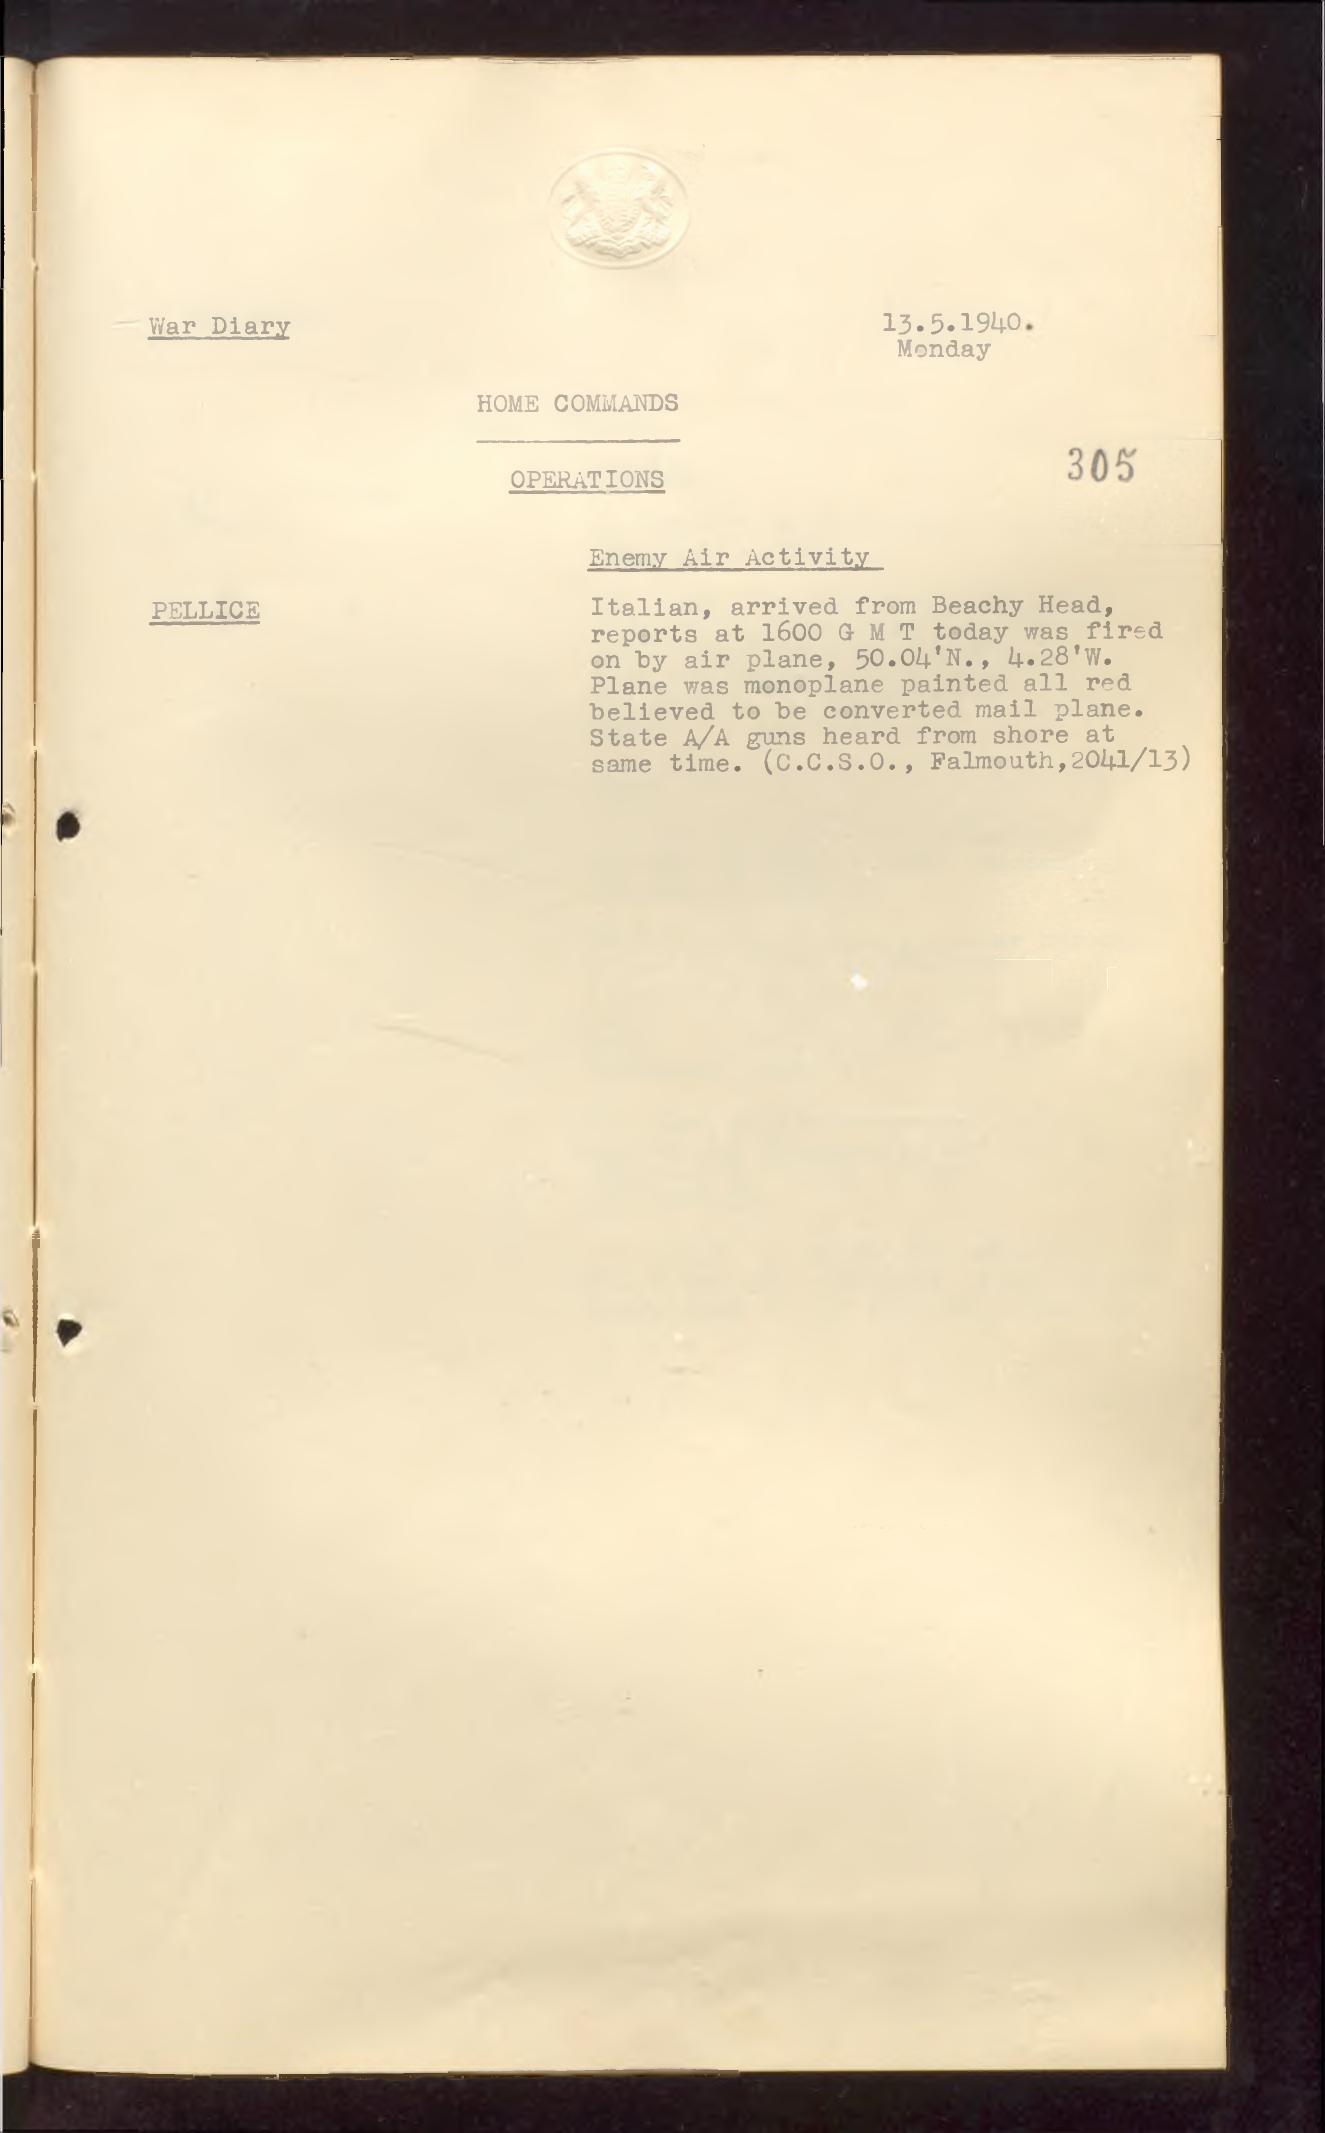 War Diary
13.5.1940.
Monday
HOME COMMANDS
305
OPERATIONS
Enemy Air Activity
PELLICE
Italian, arrived from Beachy Head,
reports at 1600 G M T today was fired
on by air plane, 50.04'N., 4.28'W.
Plane was monoplane painted all red
believed to be converted mail plane.
State A/A guns heard from shore at
same time. (C.C.S.O., Falmouth,2041/13)